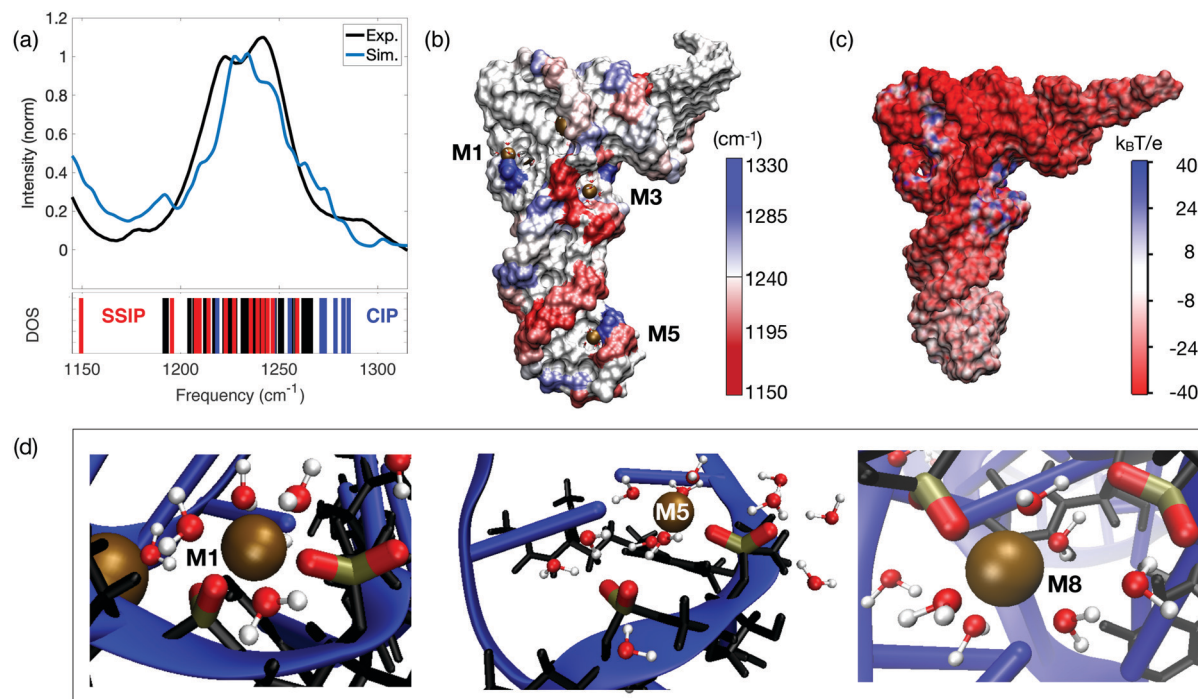 (a)
1.2
1
0.8
0.6
0.4
0.2
0
Intensity (norm)
Exp.
Sim.
DOS
SSIP
CIP
1150
1200
1250
1300
Frequency (cm⁻¹)
(b)
M1
M3
M5
(cm⁻¹)
1330
1285
1240
1195
1150
(c)
k_BT/e
40
24
8
-8
-24
-40
(d)
M1
M5
M8